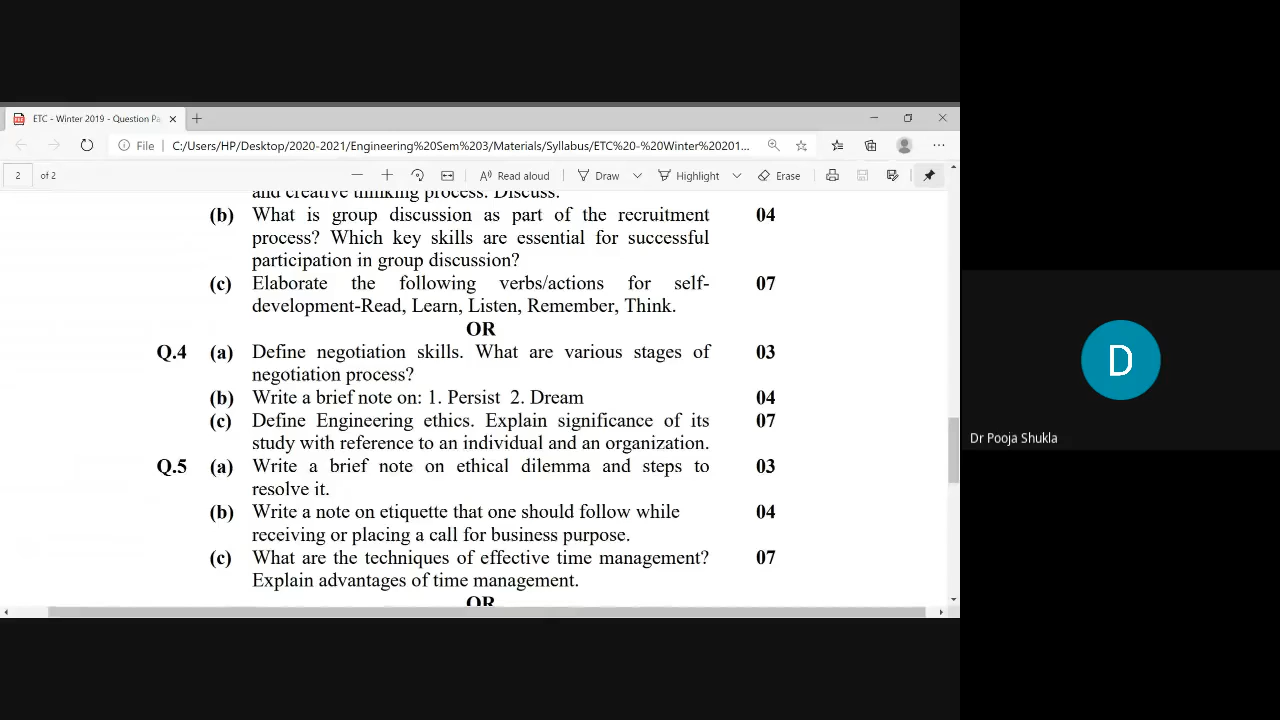 ETC - Winter 2019 - Question Pa
File
C:/Users/HP/Desktop/2020-2021/Engineering%20Sem%203/Materials/Syllabus/ETC%20-%20Winter%20201...
2 of 2
Read aloud
Draw
Highlight
Erase
and creative thinking process. Discuss.
(b) What is group discussion as part of the recruitment 04
process? Which key skills are essential for successful
participation in group discussion?
(c) Elaborate the following verbs/actions for self- 07
development-Read, Learn, Listen, Remember, Think.
OR
Q.4 (a) Define negotiation skills. What are various stages of 03
negotiation process?
(b) Write a brief note on: 1. Persist 2. Dream 04
(c) Define Engineering ethics. Explain significance of its 07
study with reference to an individual and an organization.
Q.5 (a) Write a brief note on ethical dilemma and steps to 03
resolve it.
(b) Write a note on etiquette that one should follow while 04
receiving or placing a call for business purpose.
(c) What are the techniques of effective time management? 07
Explain advantages of time management.
OR
D
Dr Pooja Shukla